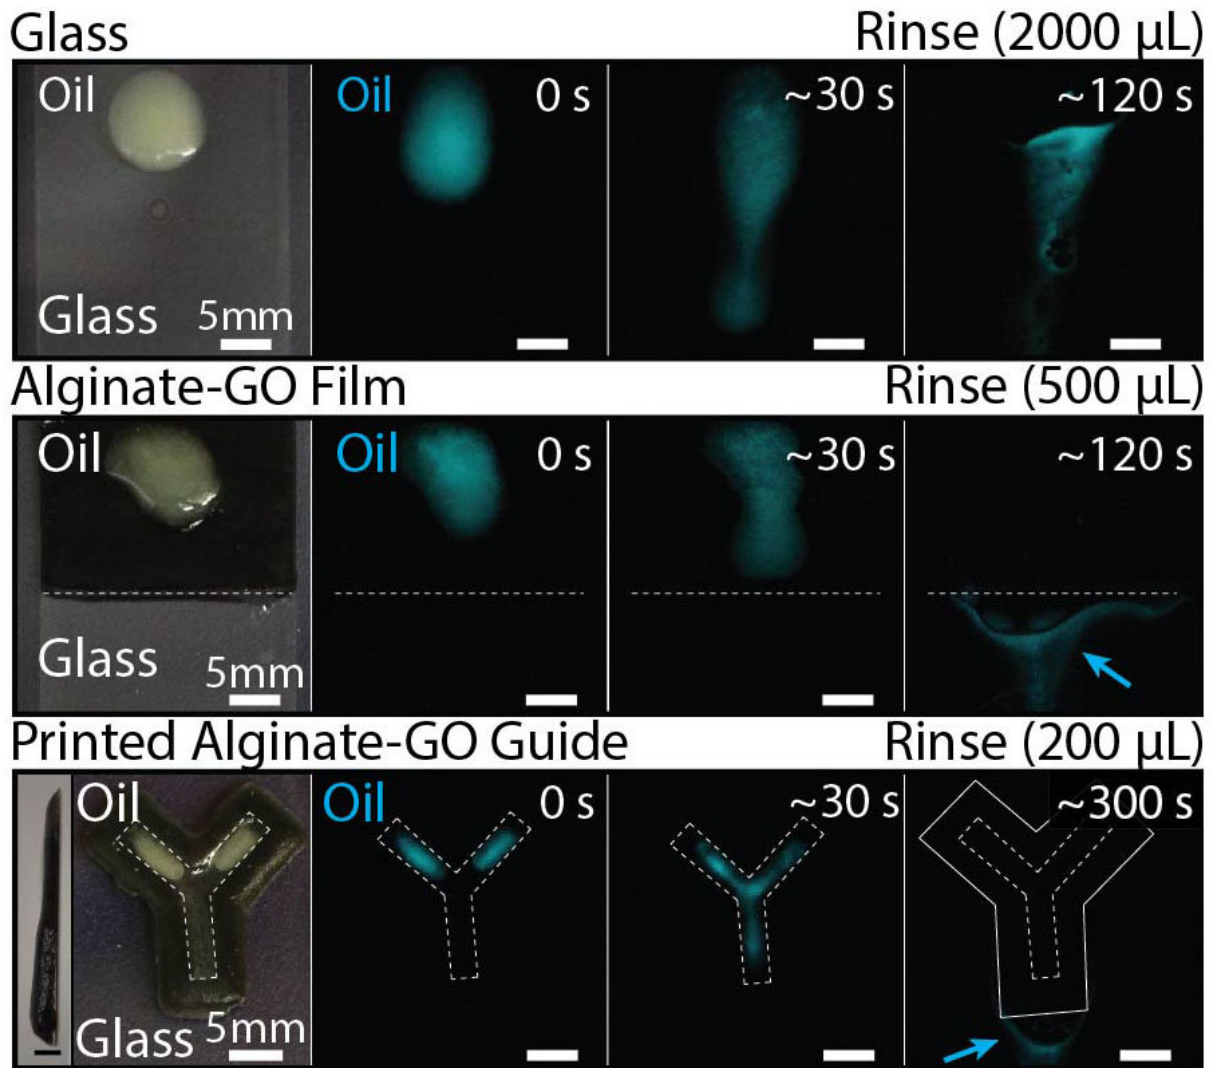 Glass Rinse (2000 µL)
Oil Oil 0 s ~30 s ~120 s
Glass 5mm
Alginate-GO Film Rinse (500 µL)
Oil Oil 0 s ~30 s ~120 s
Glass 5mm
Printed Alginate-GO Guide Rinse (200 µL)
Oil Oil 0 s ~30 s ~300 s
Glass 5mm